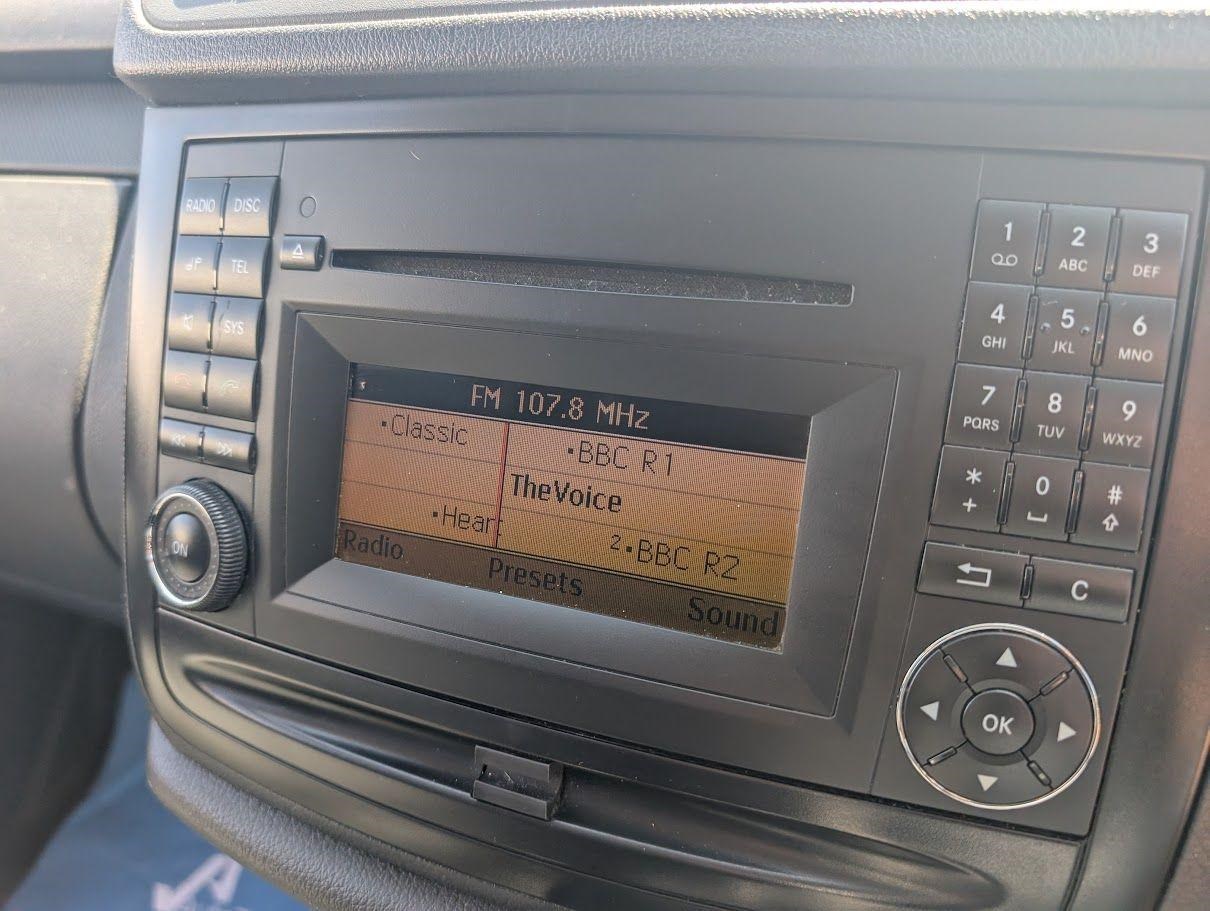 RADIO DISC
TEL
SYS
ON
FM 107.8 MHz
•Classic
•BBC R1
TheVoice
•Hear
2•BBC R2
Radio
Presets
Sound
1 2 3
ABC DEF
4 5 6
GHI JKL MNO
7 8 9
PQRS TUV WXYZ
* 0 #
+
C
OK